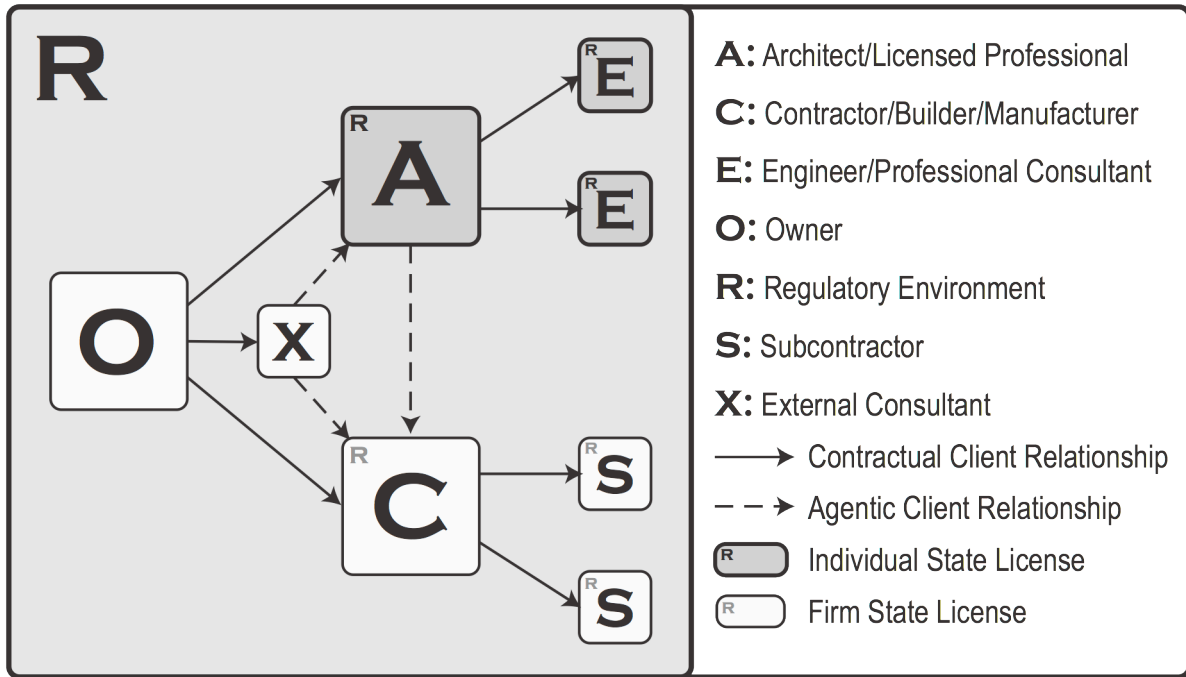 R
R
E
R
A
R
E
O
X
R
C
R
S
R
S
A: Architect/Licensed Professional
C: Contractor/Builder/Manufacturer
E: Engineer/Professional Consultant
O: Owner
R: Regulatory Environment
S: Subcontractor
X: External Consultant
Contractual Client Relationship
Agentic Client Relationship
R Individual State License
R Firm State License